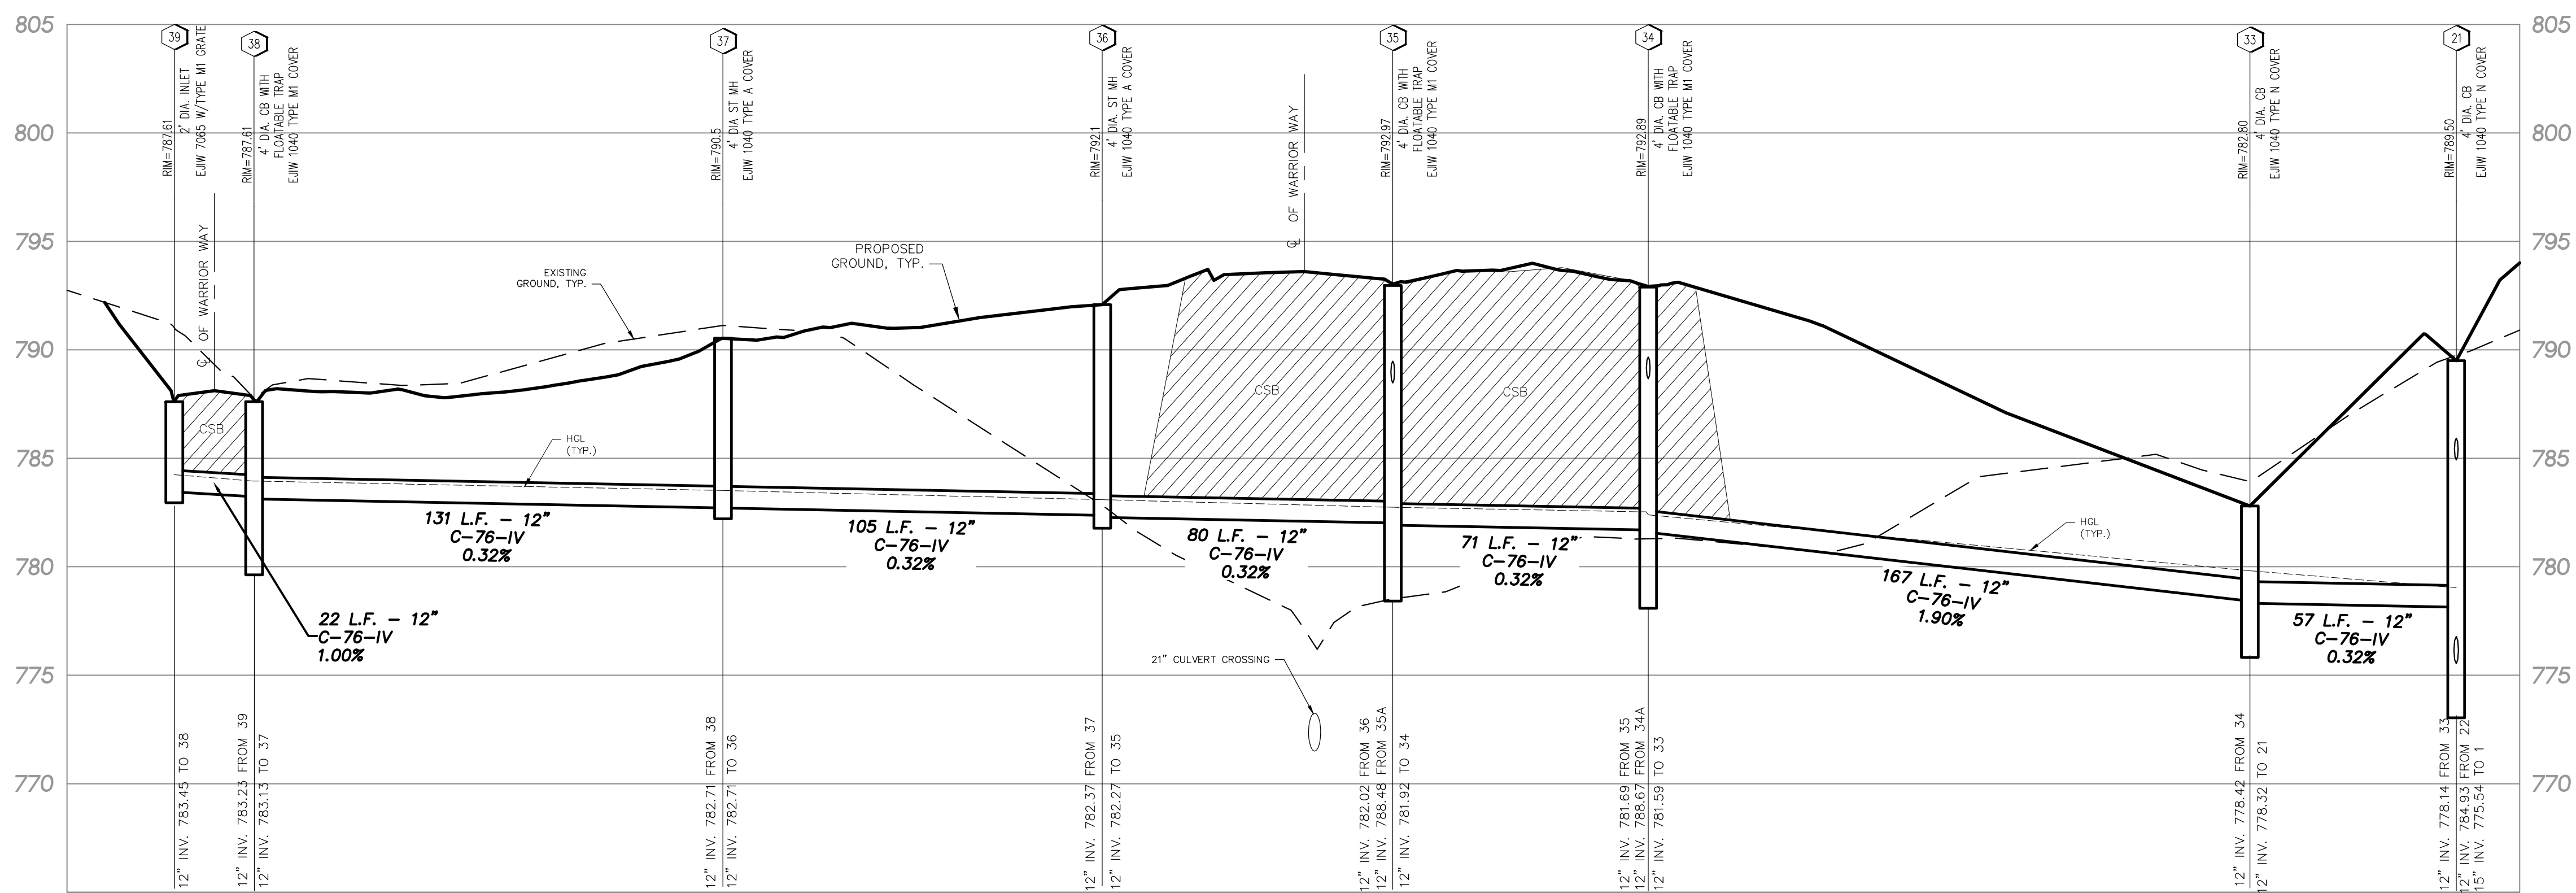 805
800
795
790
785
780
775
770
39
RIM=787.61
2' DIA. INLET
EJIW 7065 W/TYPE M1 GRATE
38
RIM=787.61
4' DIA. CB WITH
FLOATABLE TRAP
EJIW 1040 TYPE M1 COVER
37
RIM=790.5
4' DIA ST MH
EJIW 1040 TYPE A COVER
36
RIM=792.1
4' DIA. ST MH
EJIW 1040 TYPE A COVER
35
RIM=792.97
4' DIA. CB WITH
FLOATABLE TRAP
EJIW 1040 TYPE M1 COVER
34
RIM=792.89
4' DIA. CB WITH
FLOATABLE TRAP
EJIW 1040 TYPE M1 COVER
33
RIM=782.80
4' DIA. CB
EJIW 1040 TYPE N COVER
21
RIM=789.50
4' DIA. CB
EJIW 1040 TYPE N COVER
805
800
795
790
785
780
775
770
℄ OF WARRIOR WAY
℄ OF WARRIOR WAY
EXISTING
GROUND, TYP.
PROPOSED
GROUND, TYP.
CSB
CSB
CSB
HGL
(TYP.)
HGL
(TYP.)
22 L.F. - 12"
C-76-IV
1.00%
131 L.F. - 12"
C-76-IV
0.32%
105 L.F. - 12"
C-76-IV
0.32%
80 L.F. - 12"
C-76-IV
0.32%
71 L.F. - 12"
C-76-IV
0.32%
167 L.F. - 12"
C-76-IV
1.90%
57 L.F. - 12"
C-76-IV
0.32%
21" CULVERT CROSSING
12" INV. 783.45 TO 38
12" INV. 783.23 FROM 39
12" INV. 783.13 TO 37
12" INV. 782.71 FROM 38
12" INV. 782.71 TO 36
12" INV. 782.37 FROM 37
12" INV. 782.27 TO 35
12" INV. 782.02 FROM 36
12" INV. 788.48 FROM 35A
12" INV. 781.92 TO 34
12" INV. 781.69 FROM 35
12" INV. 788.67 FROM 34A
12" INV. 781.59 TO 33
12" INV. 778.42 FROM 34
12" INV. 778.32 TO 21
12" INV. 778.14 FROM 33
12" INV. 784.93 FROM 22
15" INV. 775.54 TO 1